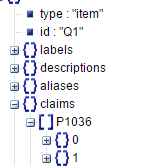 type : "item"
id : "Q1"
labels
descriptions
aliases
claims
P1036
0
1